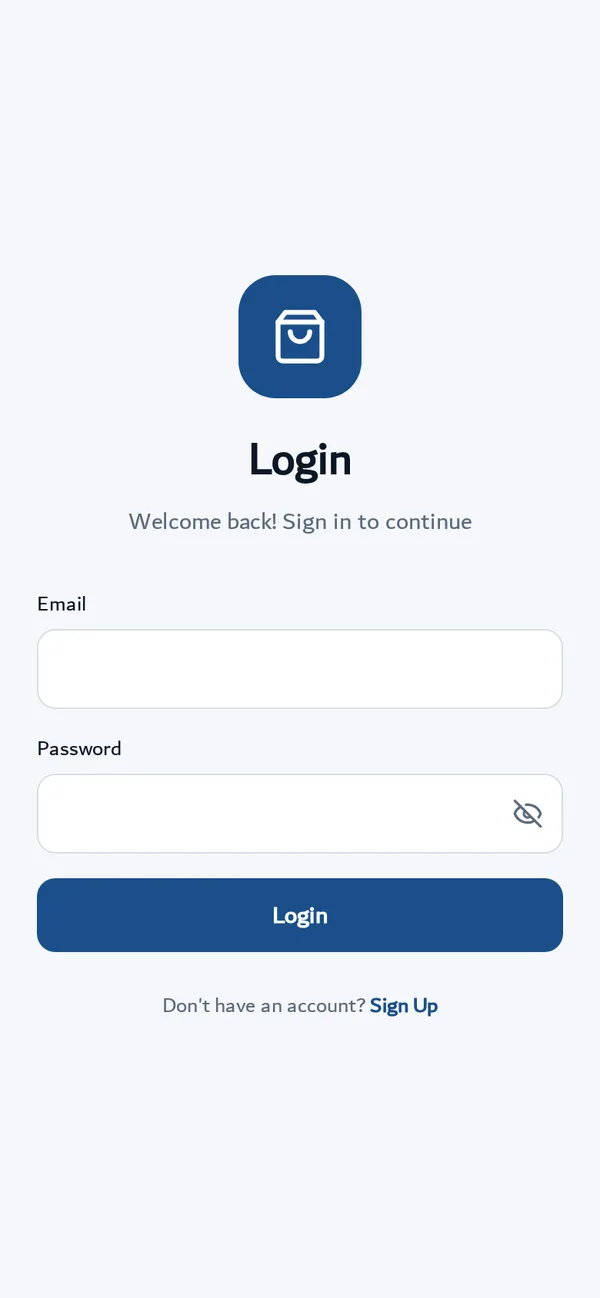 Login
Welcome back! Sign in to continue
Email
Password
Login
Don't have an account? Sign Up